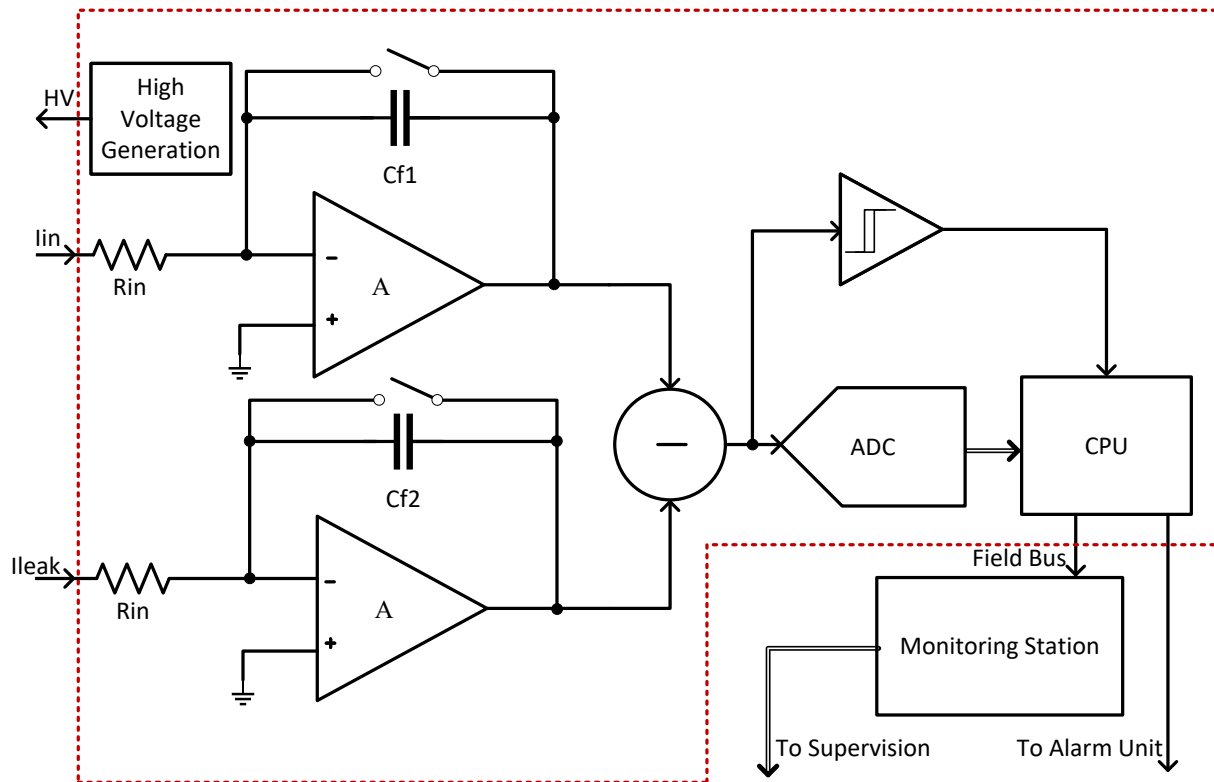 HV
High
Voltage
Generation
Cf1
Iin
Rin
-
A
+
Cf2
Ileak
Rin
-
A
+
—
ADC
CPU
Field Bus
Monitoring Station
To Supervision
To Alarm Unit